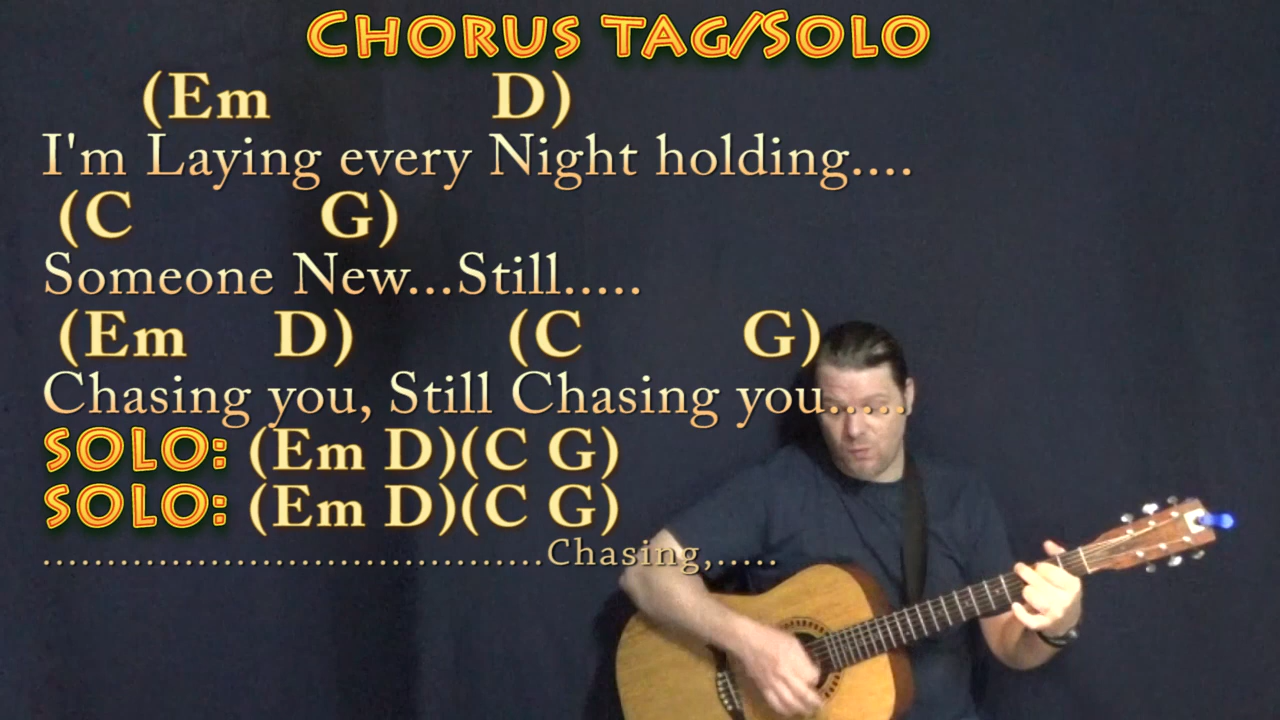 CHORUS TAG/SOLO
(Em D)
I'm Laying every Night holding....
(C G)
Someone New...Still.....
(Em D) (C G)
Chasing you, Still Chasing you.....
SOLO: (Em D)(C G)
SOLO: (Em D)(C G)
.......................................Chasing,.....